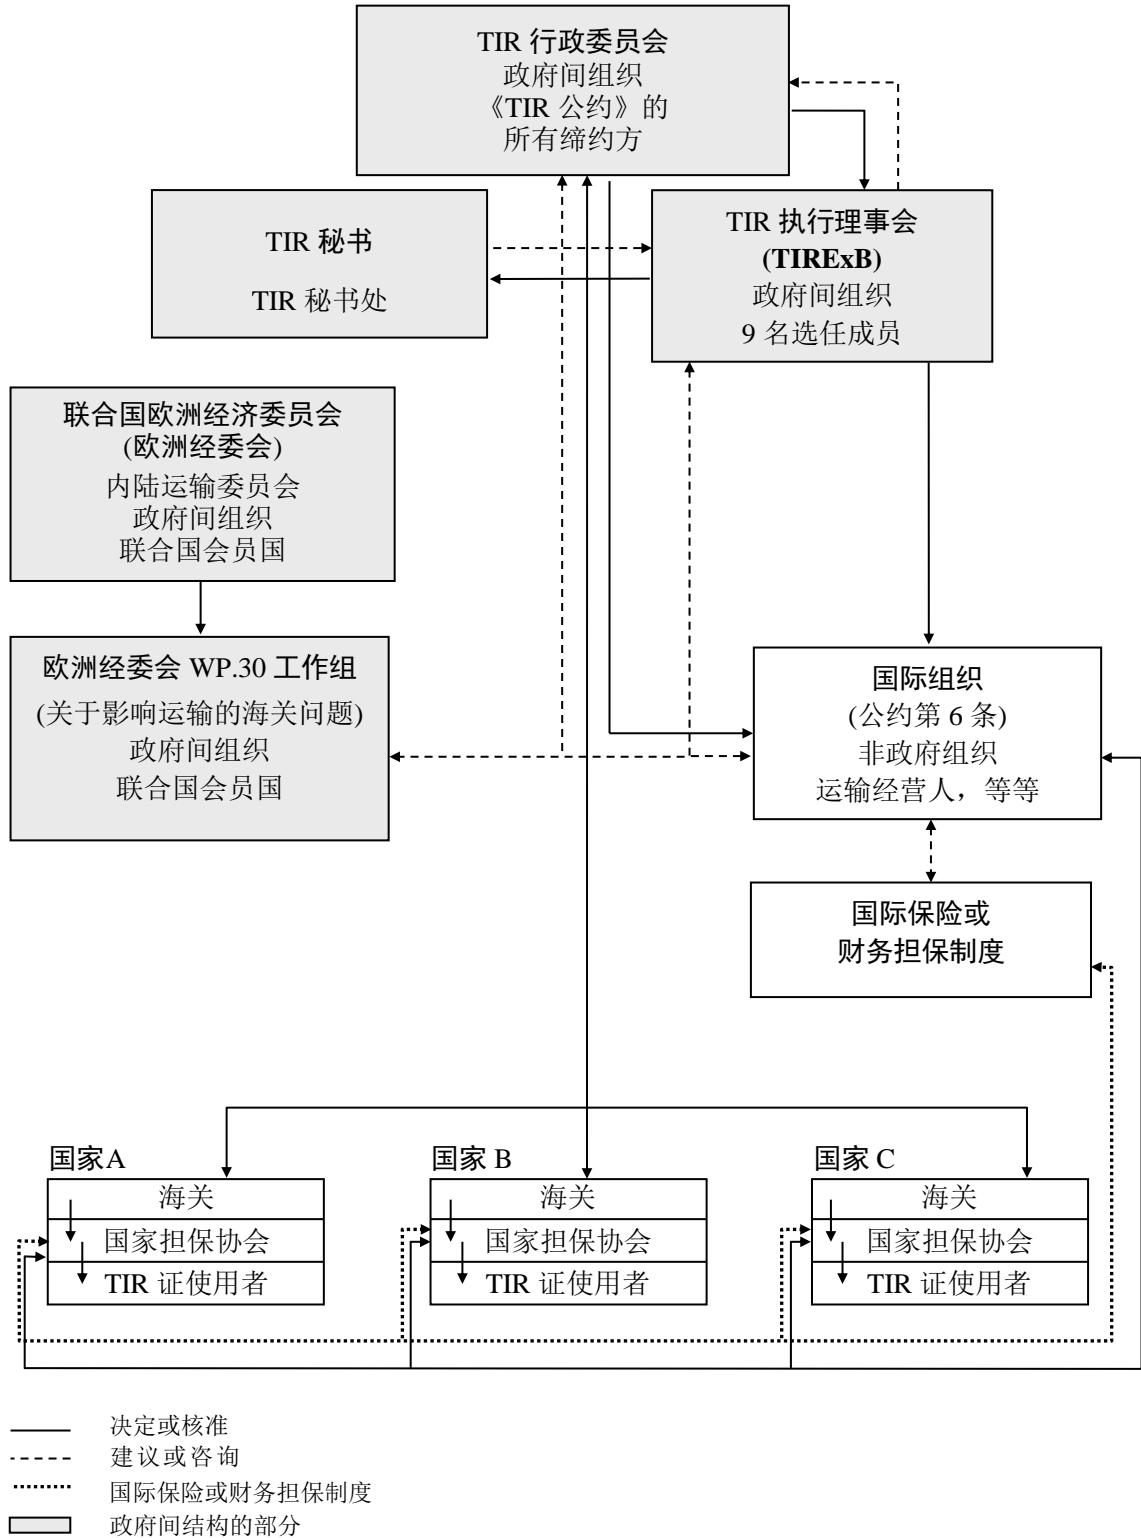 TIR 行政委员会
政府间组织
《TIR 公约》的
所有缔约方
TIR 秘书
TIR 秘书处
TIR 执行理事会
(TIRExB)
政府间组织
9 名选任成员
联合国欧洲经济委员会
(欧洲经委会)
内陆运输委员会
政府间组织
联合国会员国
欧洲经委会 WP.30 工作组
(关于影响运输的海关问题)
政府间组织
联合国会员国
国际组织
(公约第 6 条)
非政府组织
运输经营人，等等
国际保险或
财务担保制度
国家A
海关
国家担保协会
TIR 证使用者
国家 B
海关
国家担保协会
TIR 证使用者
国家 C
海关
国家担保协会
TIR 证使用者
决定或核准
建议或咨询
国际保险或财务担保制度
政府间结构的部分